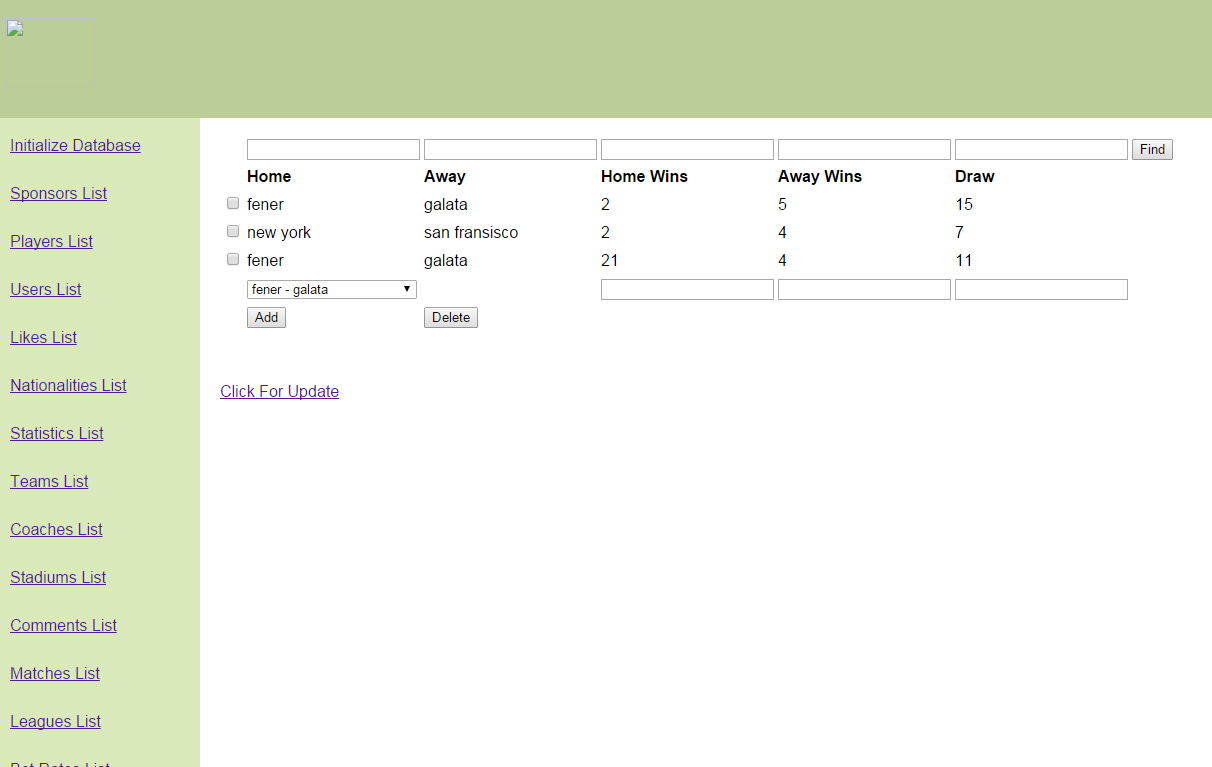 Initialize Database
Sponsors List
Players List
Users List
Likes List
Nationalities List
Statistics List
Teams List
Coaches List
Stadiums List
Comments List
Matches List
Leagues List
Bet Rates List
Find
Home Away Home Wins Away Wins Draw
fener galata 2 5 15
new york san fransisco 2 4 7
fener galata 21 4 11
fener - galata
Add Delete
Click For Update